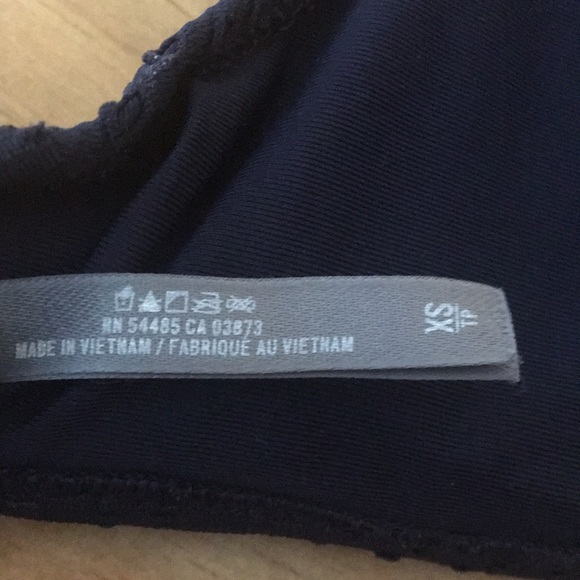 RN 54485 CA 03873
MADE IN VIETNAM / FABRIQUÉ AU VIETNAM
XS
TP